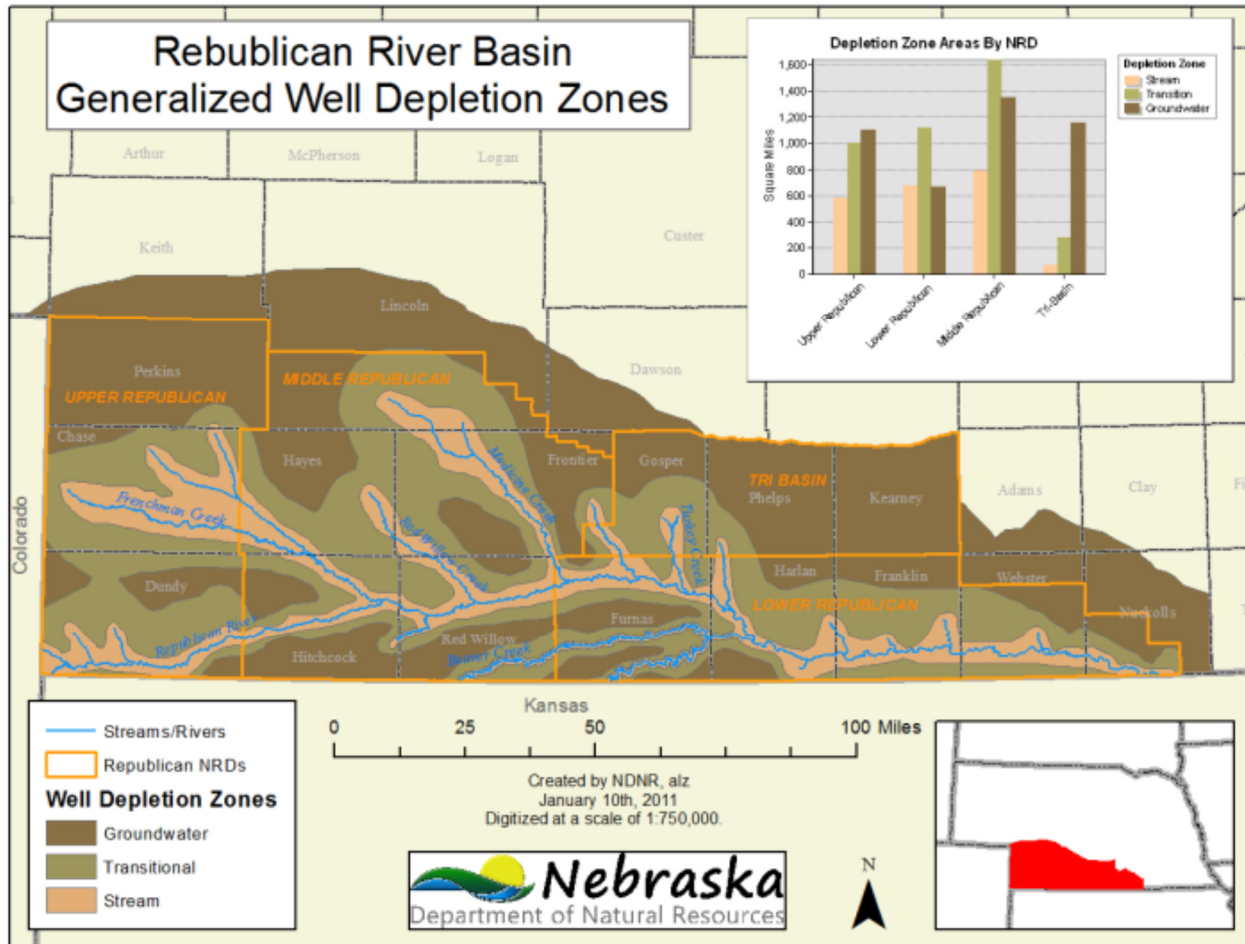 Rebublican River Basin
Generalized Well Depletion Zones
Depletion Zone Areas By NRD
Depletion Zone
Stream
Transition
Groundwater
Square Miles
1,600
1,400
1,200
1,000
800
600
400
200
0
Upper Republican
Lower Republican
Middle Republican
Tri-Basin
Arthur
McPherson
Logan
Keith
Custer
Lincoln
Dawson
Perkins
UPPER REPUBLICAN
MIDDLE REPUBLICAN
Chase
Hayes
Frontier
Gosper
TRI BASIN
Phelps
Kearney
Adams
Clay
Medicine Creek
Frenchman Creek
Red Willow Creek
Turkey Creek
Colorado
Dundy
Harlan
Franklin
Webster
Nuckolls
LOWER REPUBLICAN
Furnas
Republican River
Red Willow
Hitchcock
Beaver Creek
Kansas
0 25 50 100 Miles
Streams/Rivers
Republican NRDs
Well Depletion Zones
Groundwater
Transitional
Stream
Created by NDNR, alz
January 10th, 2011
Digitized at a scale of 1:750,000.
Nebraska
Department of Natural Resources
N